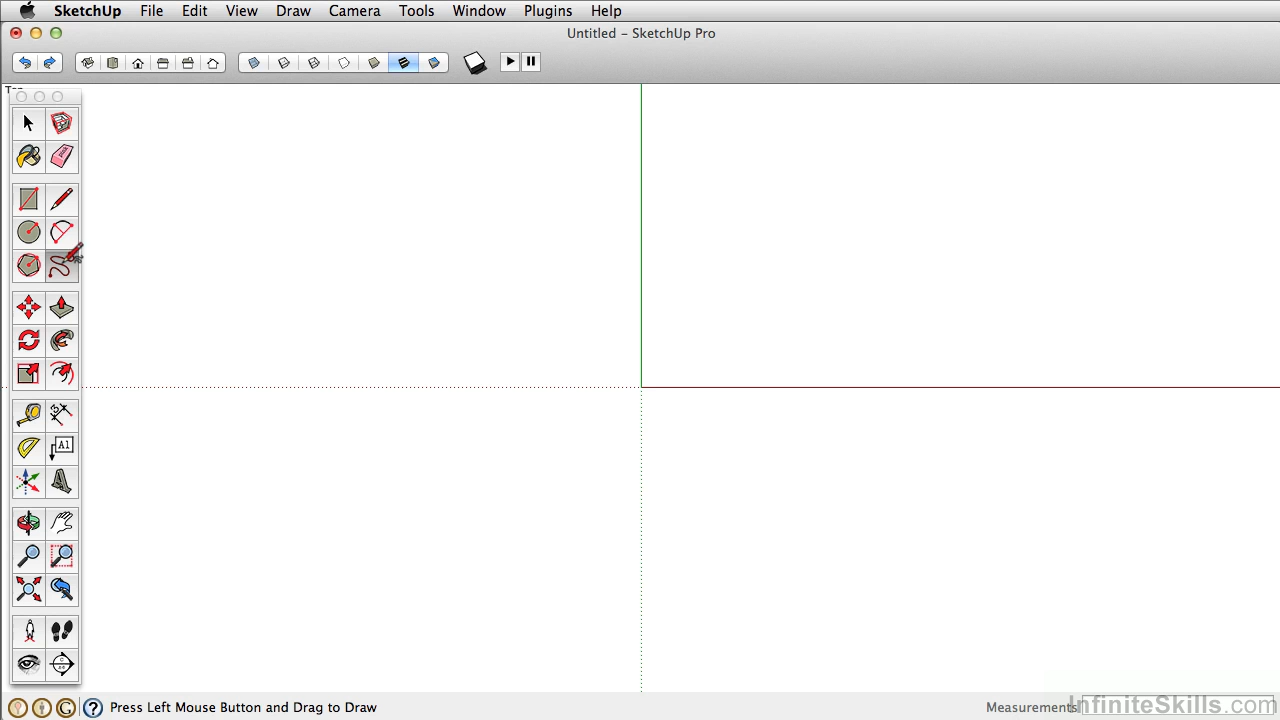 SketchUp File Edit View Draw Camera Tools Window Plugins Help
Untitled – SketchUp Pro
A1
Press Left Mouse Button and Drag to Draw
Measurements
InfiniteSkills.com